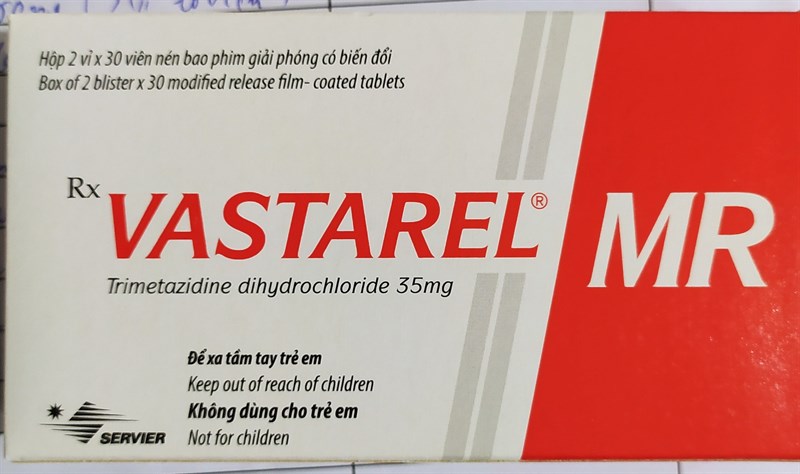 Hộp 2 vỉ x 30 viên nén bao phim giải phóng có biến đổi
Box of 2 blister x 30 modified release film- coated tablets
Rx VASTAREL® MR
Trimetazidine dihydrochloride 35mg
Để xa tầm tay trẻ em
Keep out of reach of children
Không dùng cho trẻ em
Not for children
SERVIER